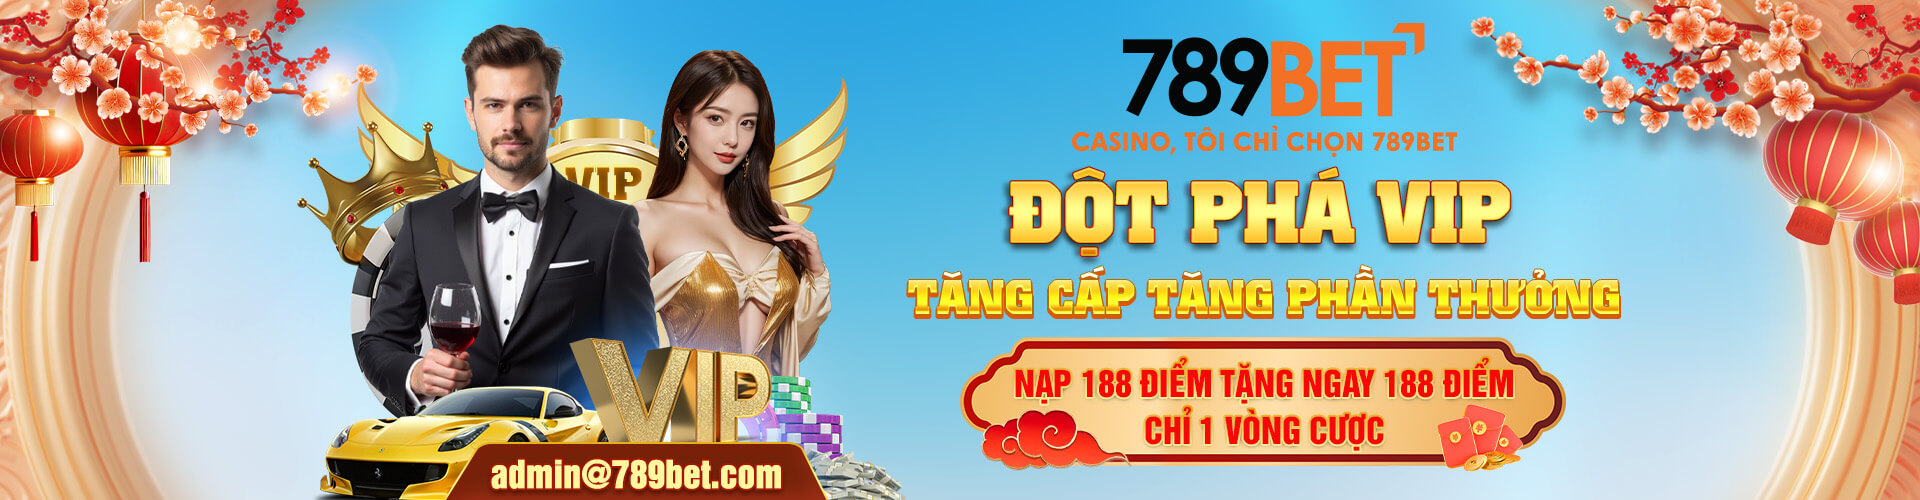 789BET
CASINO, TÔI CHỈ CHỌN 789BET
ĐỘT PHÁ VIP
TĂNG CẤP TĂNG PHẦN THƯỞNG
NẠP 188 ĐIỂM TẶNG NGAY 188 ĐIỂM
CHỈ 1 VÒNG CƯỢC
VIP
VIP
admin@789bet.com